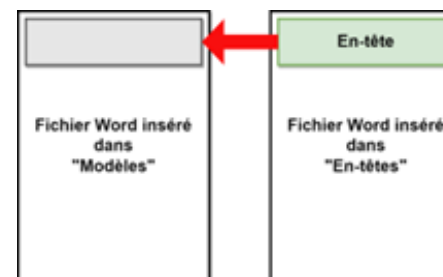 En-tête
Fichier Word inséré
dans
"Modèles"
Fichier Word inséré
dans
"En-têtes"